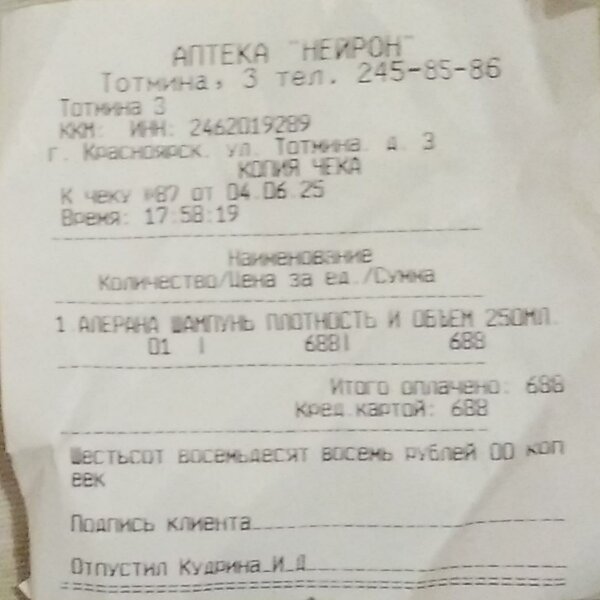 АПТЕКА "НЕЙРОН"
Тотмина, 3 тел. 245-85-86
Тотмина 3
ККМ: ИНН: 2462019289
г. Красноярск. ул. Тотмина. д. 3
КОПИЯ ЧЕКА
К чеку №87 от 04.06.25
Время: 17:58:19
Наименование
Количество/Цена за ед./Сумма
1.АЛЕРАНА ШАМПУНЬ ПЛОТНОСТЬ И ОБЪЕМ 250МЛ.
01 | 688| 688
Итого оплачено: 688
Кред.картой: 688
Шестьсот восемьдесят восемь рублей 00 коп
еек
Подпись клиента
Отпустил Кудрина_И_Д